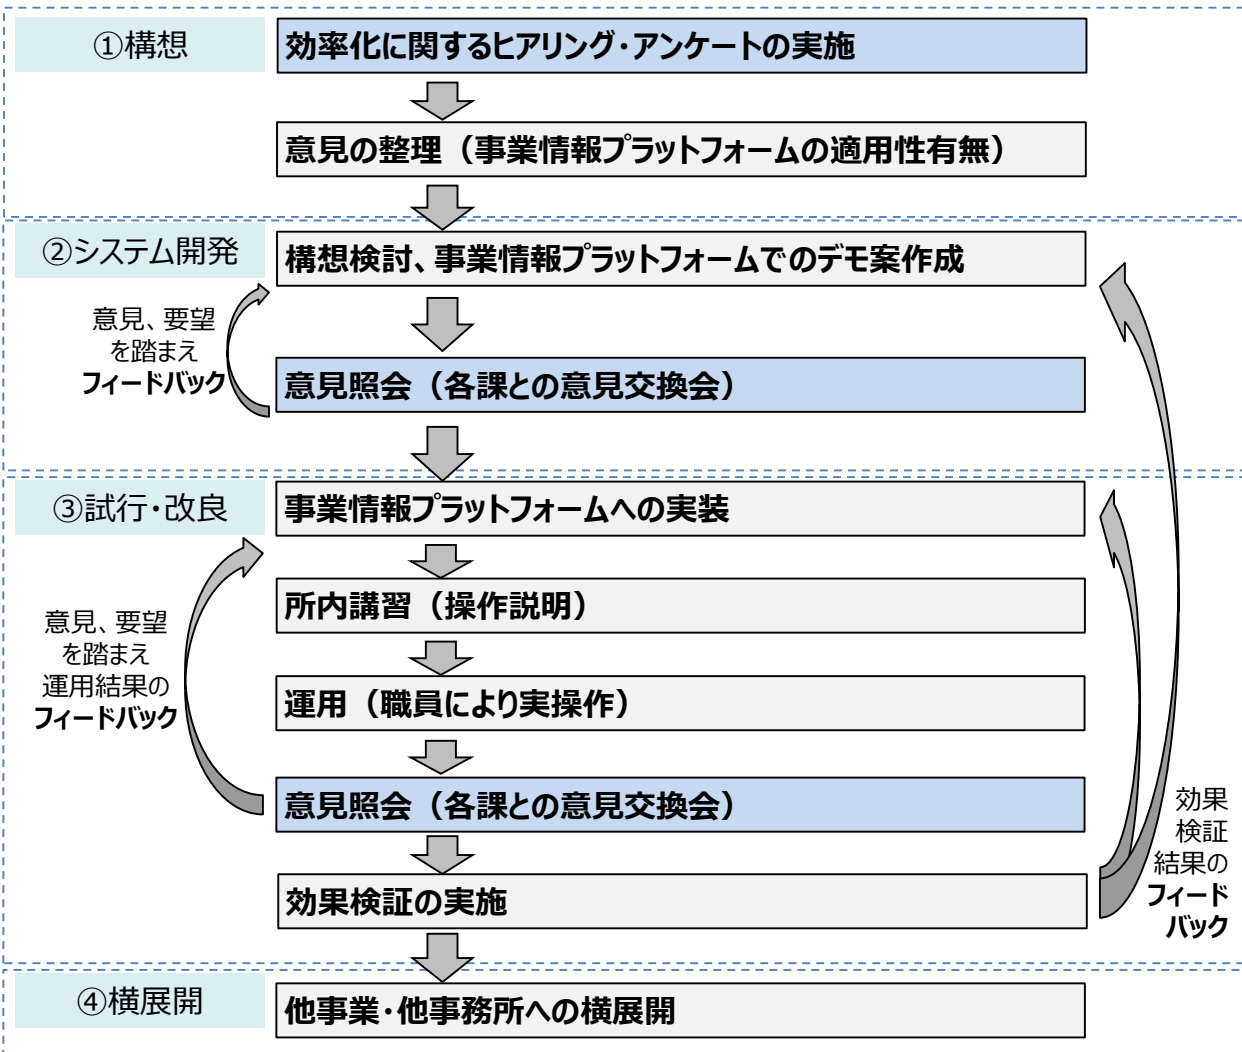 ①構想
効率化に関するヒアリング・アンケートの実施
意見の整理（事業情報プラットフォームの適用性有無）
②システム開発
構想検討、事業情報プラットフォームでのデモ案作成
意見、要望
を踏まえ
フィードバック
意見照会（各課との意見交換会）
③試行・改良
事業情報プラットフォームへの実装
所内講習（操作説明）
意見、要望
を踏まえ
運用結果の
フィードバック
運用（職員により実操作）
意見照会（各課との意見交換会）
効果検証の実施
効果
検証
結果の
フィード
バック
④横展開
他事業・他事務所への横展開